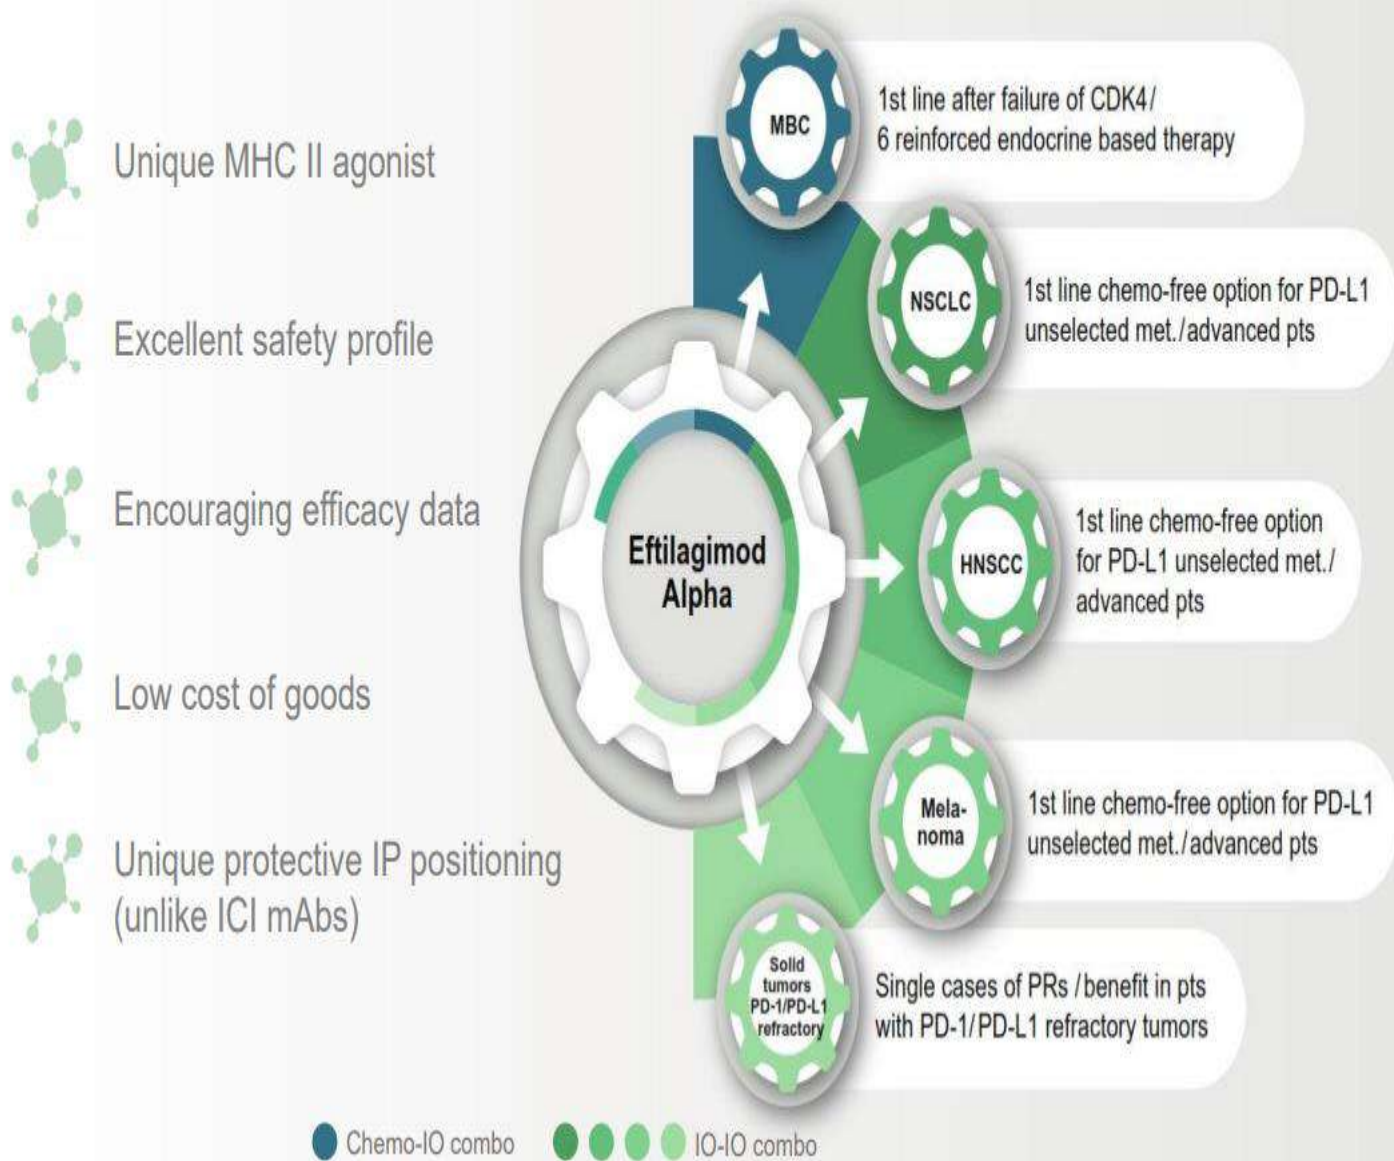 Unique MHC II agonist
Excellent safety profile
Encouraging efficacy data
Low cost of goods
Unique protective IP positioning
(unlike ICI mAbs)
Eftilagimod
Alpha
MBC
1st line after failure of CDK4/
6 reinforced endocrine based therapy
NSCLC
1st line chemo-free option for PD-L1
unselected met./advanced pts
HNSCC
1st line chemo-free option
for PD-L1 unselected met./
advanced pts
Mela-
noma
1st line chemo-free option for PD-L1
unselected met./advanced pts
Solid
tumors
PD-1/PD-L1
refractory
Single cases of PRs /benefit in pts
with PD-1/PD-L1 refractory tumors
Chemo-IO combo
IO-IO combo